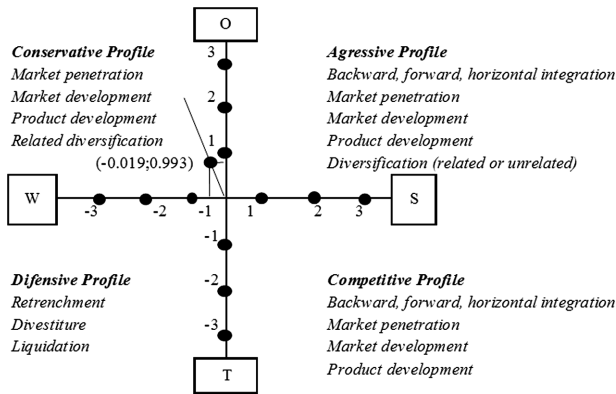 O
Conservative Profile
Market penetration
Market development
Product development
Related diversification
(-0.019;0.993)
Agressive Profile
Backward, forward, horizontal integration
Market penetration
Market development
Product development
Diversification (related or unrelated)
3
2
1
W
S
-3
-2
-1
1
2
3
-1
-2
-3
Difensive Profile
Retrenchment
Divestiture
Liquidation
Competitive Profile
Backward, forward, horizontal integration
Market penetration
Market development
Product development
T